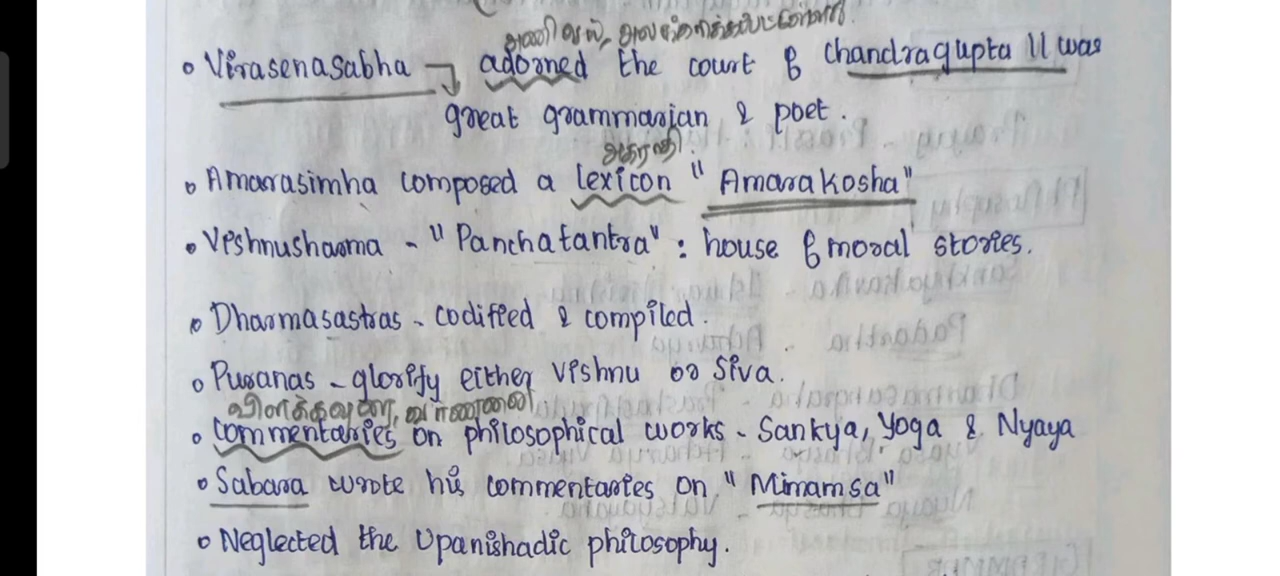 • Virasenasabha → adorned the court of Chandragupta II was
great grammarian & poet.
அகராதி.
• Amarasimha composed a lexicon "Amarakosha"
• Vishnusharma - "Panchatantra" : house of moral stories.
• Dharmasastras - codified & compiled.
• Puranas - glorify either Vishnu or Siva.
• Commentaries on philosophical works - Sankya, Yoga & Nyaya
• Sabara wrote his commentaries on "Mimamsa"
• Neglected the Upanishadic philosophy.